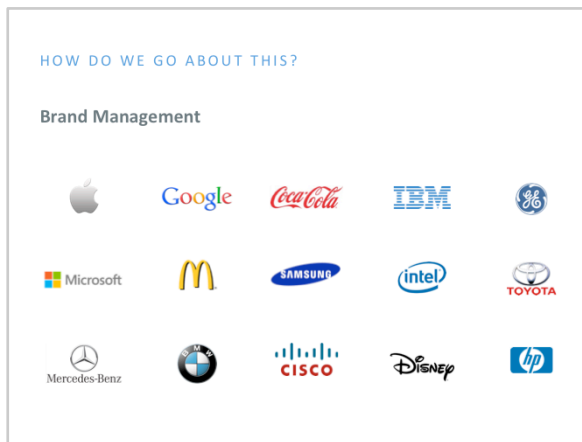 HOW DO WE GO ABOUT THIS?
Brand Management
Google Coca-Cola IBM GE
Microsoft M SAMSUNG intel TOYOTA
Mercedes-Benz BMW CISCO Disney hp